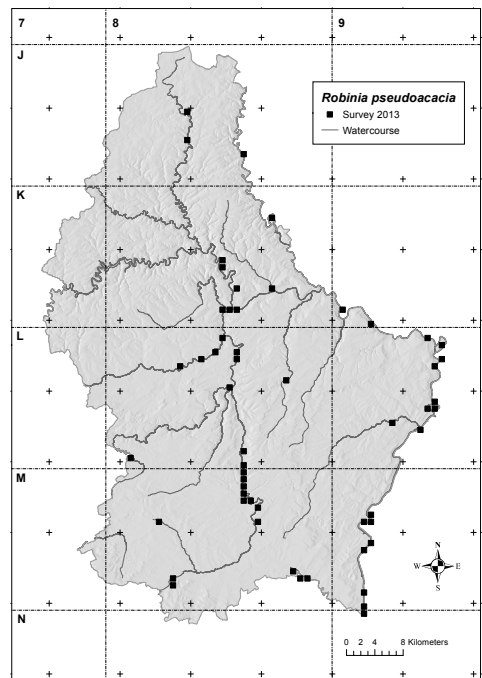 7 8 9
J
Robinia pseudoacacia
Survey 2013
Watercourse
K
L
M
N
W E
S
N
0 2 4 8 Kilometers